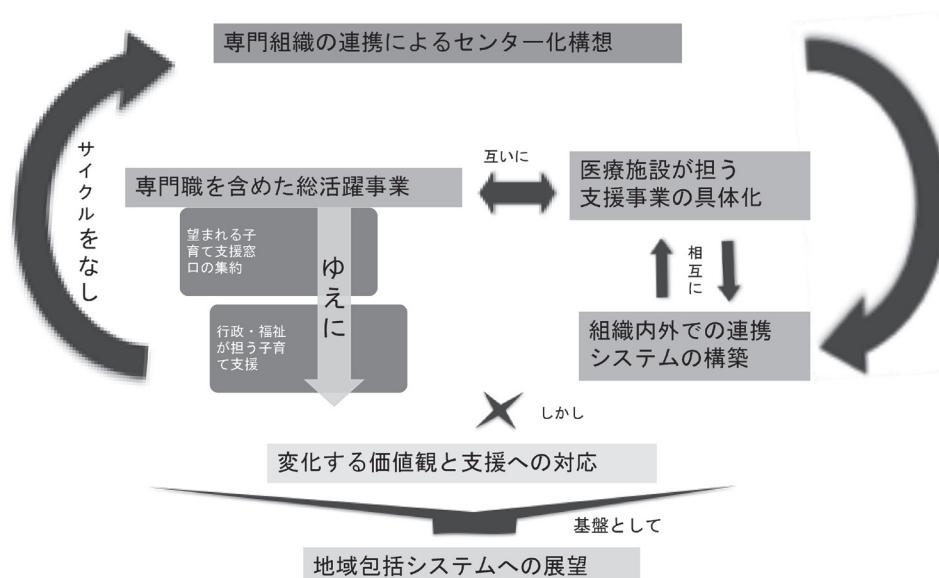 専門組織の連携によるセンター化構想
サイクルをなし
専門職を含めた総活躍事業
互いに
医療施設が担う
支援事業の具体化
望まれる子
育て支援窓
口の集約
ゆえに
相互に
行政・福祉
が担う子育
て支援
組織内外での連携
システムの構築
しかし
変化する価値観と支援への対応
基盤として
地域包括システムへの展望